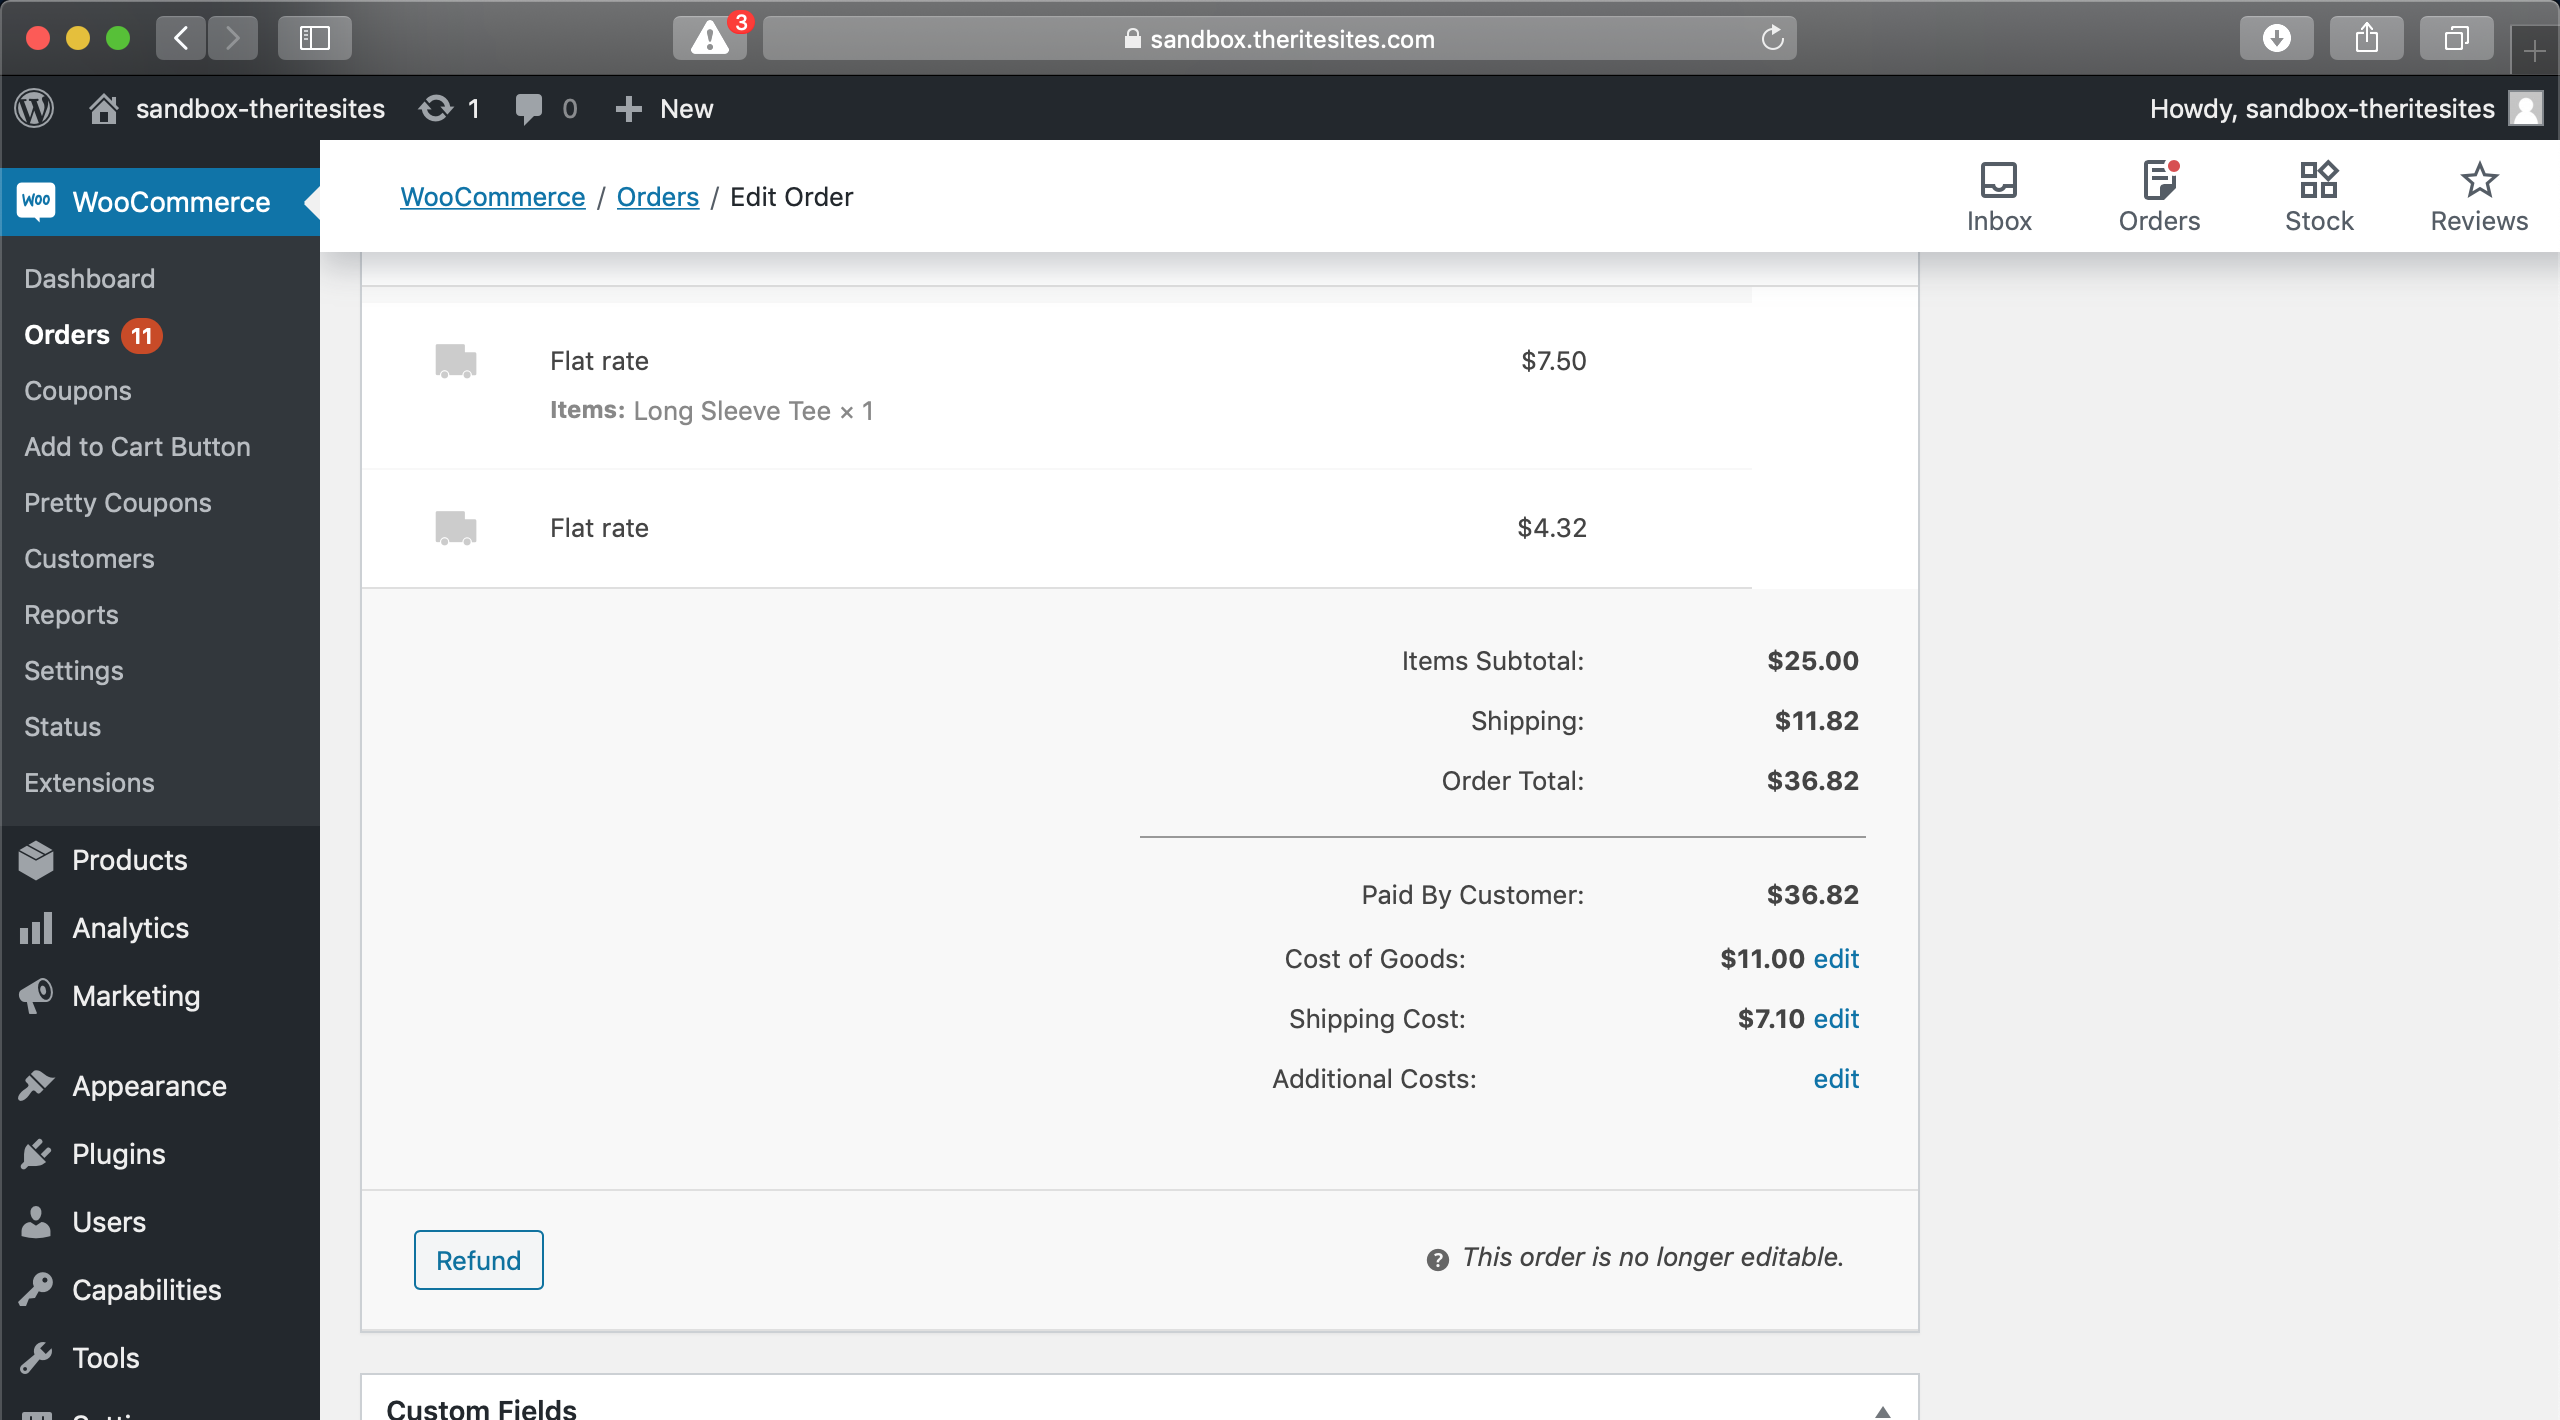 3
sandbox.theritesites.com
sandbox-theritesites 1 0 New
Howdy, sandbox-theritesites
Woo WooCommerce
Dashboard
Orders 11
Coupons
Add to Cart Button
Pretty Coupons
Customers
Reports
Settings
Status
Extensions
Products
Analytics
Marketing
Appearance
Plugins
Users
Capabilities
Tools
WooCommerce / Orders / Edit Order
Inbox
Orders
Stock
Reviews
Flat rate $7.50
Items: Long Sleeve Tee × 1
Flat rate $4.32
Items Subtotal: $25.00
Shipping: $11.82
Order Total: $36.82
Paid By Customer: $36.82
Cost of Goods: $11.00 edit
Shipping Cost: $7.10 edit
Additional Costs: edit
Refund
This order is no longer editable.
Custom Fields